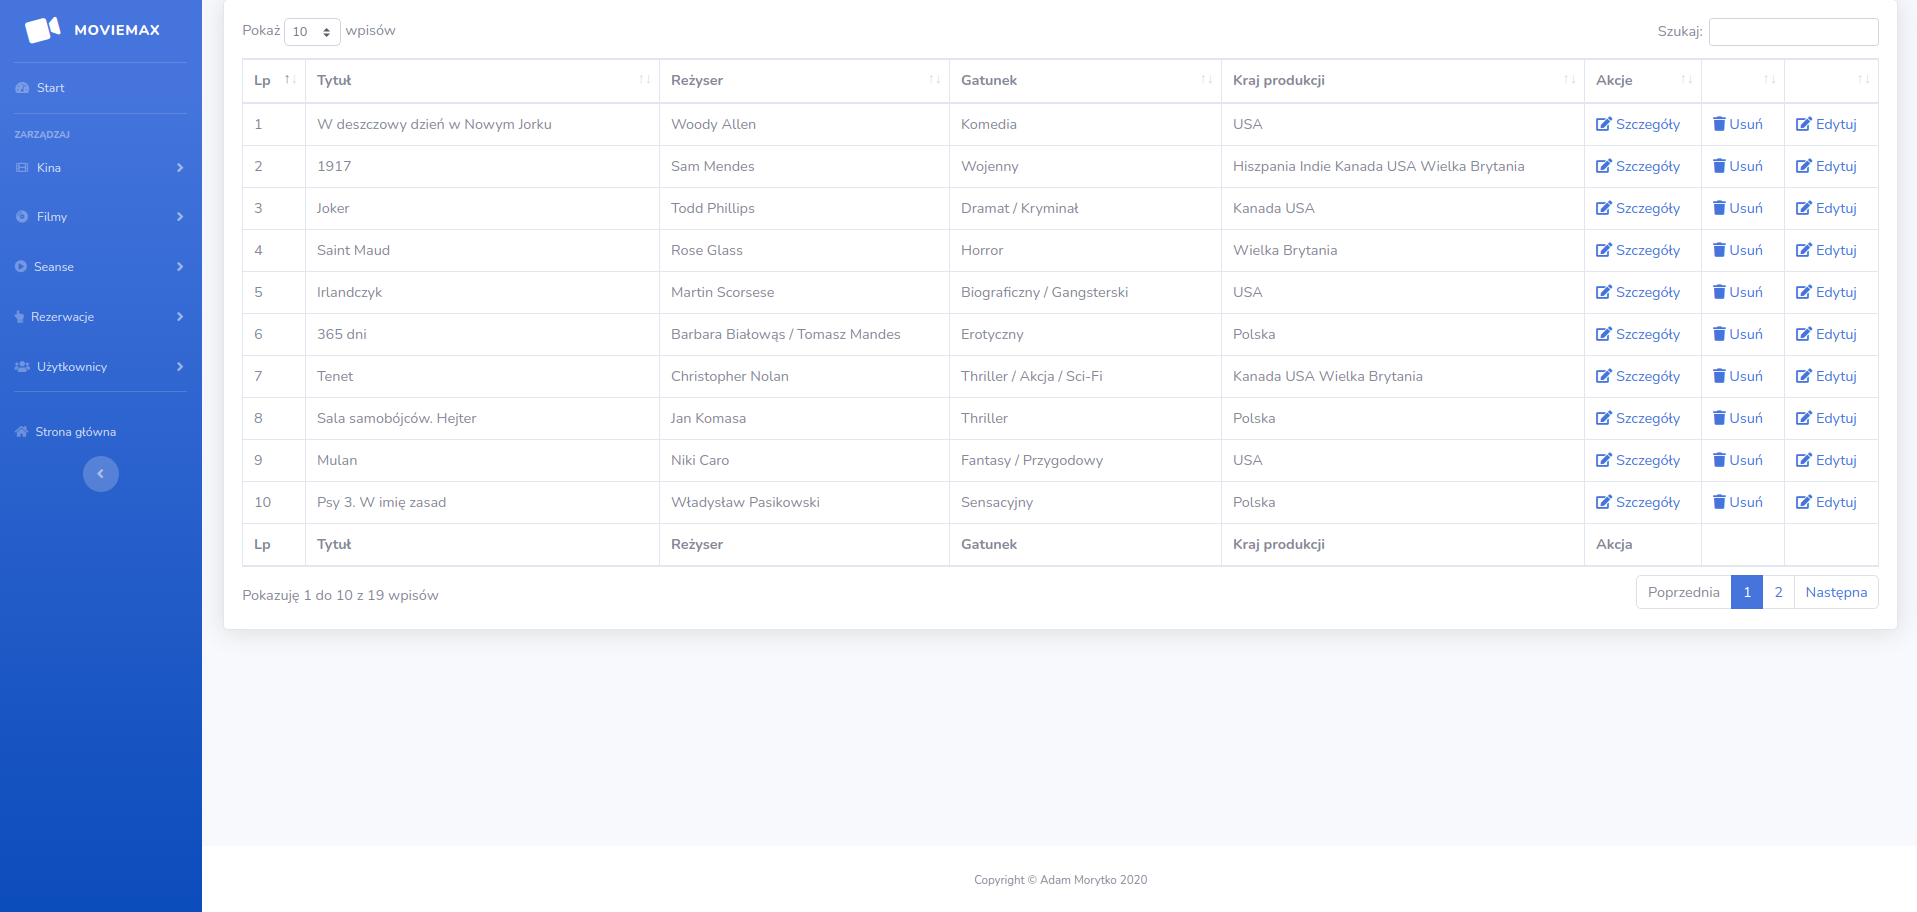 MOVIEMAX
Start
ZARZĄDZAJ
Kina
Filmy
Seanse
Rezerwacje
Użytkownicy
Strona główna
Pokaż 10 wpisów Szukaj:
Lp Tytuł Reżyser Gatunek Kraj produkcji Akcje
1 W deszczowy dzień w Nowym Jorku Woody Allen Komedia USA Szczegóły Usuń Edytuj
2 1917 Sam Mendes Wojenny Hiszpania Indie Kanada USA Wielka Brytania Szczegóły Usuń Edytuj
3 Joker Todd Phillips Dramat / Kryminał Kanada USA Szczegóły Usuń Edytuj
4 Saint Maud Rose Glass Horror Wielka Brytania Szczegóły Usuń Edytuj
5 Irlandczyk Martin Scorsese Biograficzny / Gangsterski USA Szczegóły Usuń Edytuj
6 365 dni Barbara Białowąs / Tomasz Mandes Erotyczny Polska Szczegóły Usuń Edytuj
7 Tenet Christopher Nolan Thriller / Akcja / Sci-Fi Kanada USA Wielka Brytania Szczegóły Usuń Edytuj
8 Sala samobójców. Hejter Jan Komasa Thriller Polska Szczegóły Usuń Edytuj
9 Mulan Niki Caro Fantasy / Przygodowy USA Szczegóły Usuń Edytuj
10 Psy 3. W imię zasad Władysław Pasikowski Sensacyjny Polska Szczegóły Usuń Edytuj
Lp Tytuł Reżyser Gatunek Kraj produkcji Akcja
Pokazuję 1 do 10 z 19 wpisów Poprzednia 1 2 Następna
Copyright © Adam Morytko 2020